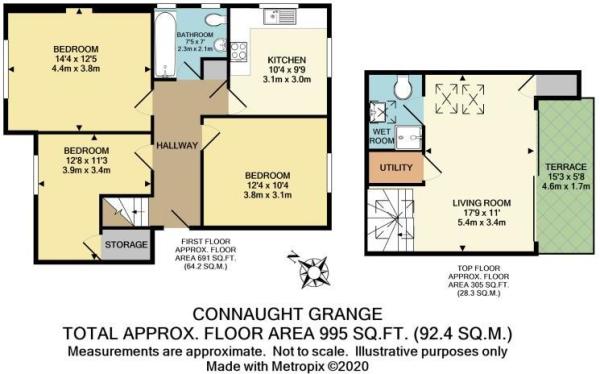 BEDROOM
14'4 x 12'5
4.4m x 3.8m
BATHROOM
7'5 x 7'
2.3m x 2.1m
KITCHEN
10'4 x 9'9
3.1m x 3.0m
HALLWAY
BEDROOM
12'8 x 11'3
3.9m x 3.4m
BEDROOM
12'4 x 10'4
3.8m x 3.1m
STORAGE
FIRST FLOOR
APPROX. FLOOR
AREA 691 SQ.FT.
(64.2 SQ.M.)
WET
ROOM
UTILITY
LIVING ROOM
17'9 x 11'
5.4m x 3.4m
TERRACE
15'3 x 5'8
4.6m x 1.7m
TOP FLOOR
APPROX. FLOOR
AREA 305 SQ.FT.
(28.3 SQ.M.)
CONNAUGHT GRANGE
TOTAL APPROX. FLOOR AREA 995 SQ.FT. (92.4 SQ.M.)
Measurements are approximate. Not to scale. Illustrative purposes only
Made with Metropix ©2020